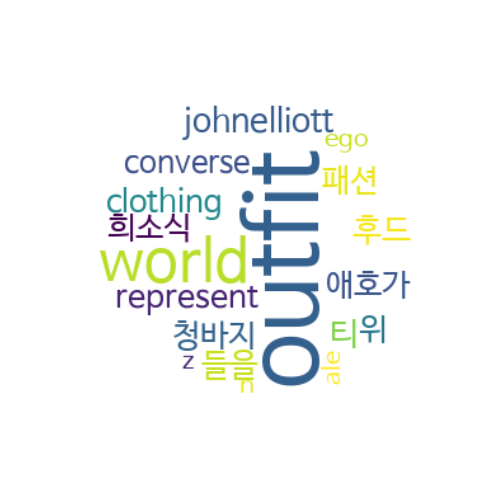 johnelliott
ego
converse
패션
clothing
희소식
후드
outfit
world
애호가
represent
청바지
티
위
z
들을
ale
n